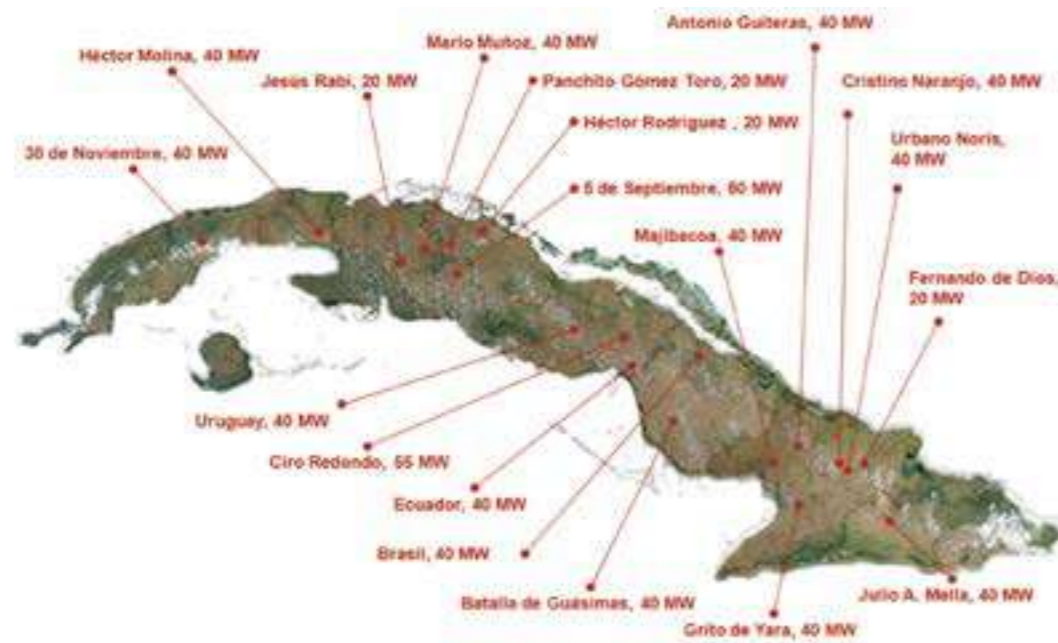 Antonio Guiteras, 40 MW
Mario Muñoz, 40 MW
Héctor Molina, 40 MW
Jesús Rabí, 20 MW
Panchito Gómez Toro, 20 MW
Cristino Naranjo, 40 MW
Héctor Rodríguez , 20 MW
Urbano Noris,
40 MW
30 de Noviembre, 40 MW
5 de Septiembre, 60 MW
Majibecoa, 40 MW
Fernando de Dios,
20 MW
Uruguay, 40 MW
Ciro Redondo, 55 MW
Ecuador, 40 MW
Brasil, 40 MW
Batalla de Guásimas, 40 MW
Julio A. Mella, 40 MW
Grito de Yara, 40 MW